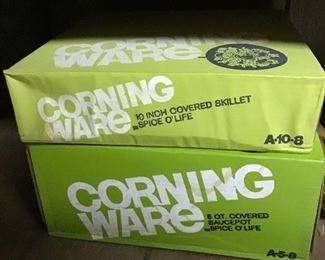 CORNING
WARE
CORNING
WARE
10 INCH COVERED SKILLET
SPICE O' LIFE
A-10-8
CORNING
WARE
5 QT. COVERED
SAUCEPOT
SPICE O' LIFE
A-5-8